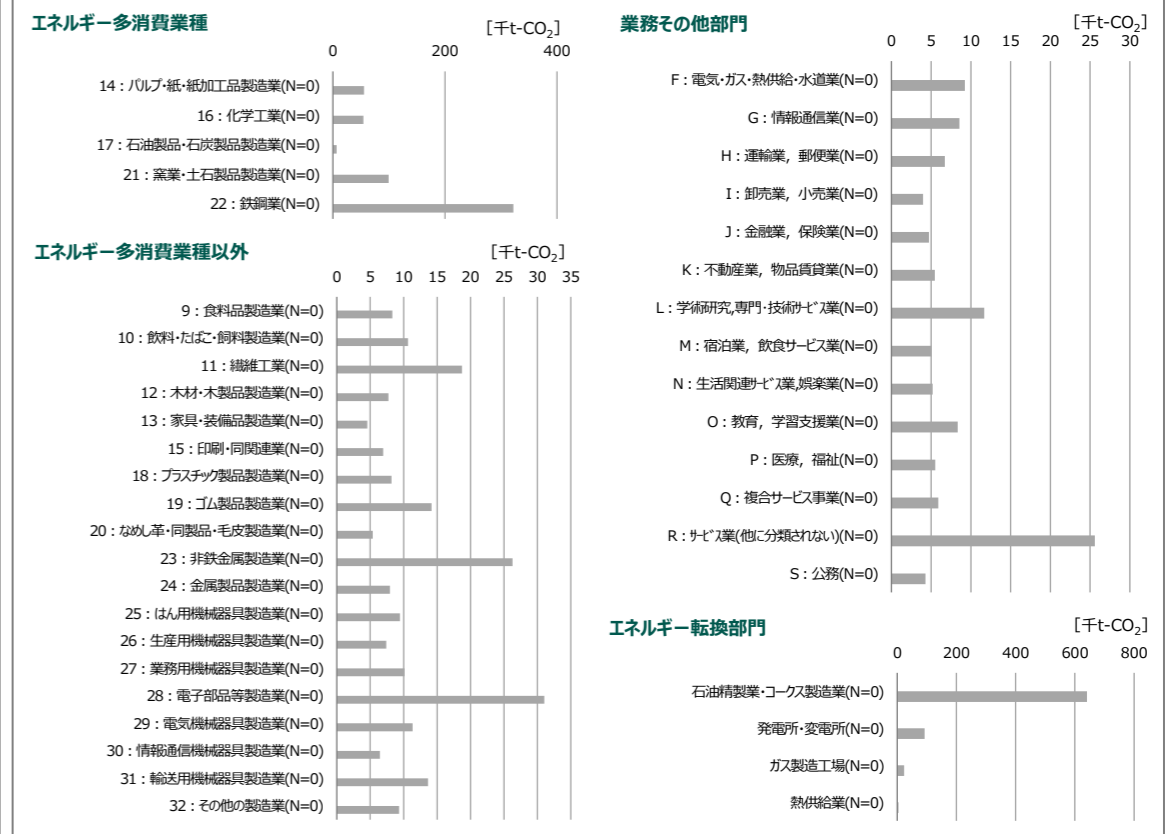 エネルギー多消費業種
[千t-CO₂]
0 200 400
14：パルプ・紙・紙加工品製造業(N=0)
16：化学工業(N=0)
17：石油製品・石炭製品製造業(N=0)
21：窯業・土石製品製造業(N=0)
22：鉄鋼業(N=0)
エネルギー多消費業種以外
[千t-CO₂]
0 5 10 15 20 25 30 35
9：食料品製造業(N=0)
10：飲料・たばこ・飼料製造業(N=0)
11：繊維工業(N=0)
12：木材・木製品製造業(N=0)
13：家具・装備品製造業(N=0)
15：印刷・同関連業(N=0)
18：プラスチック製品製造業(N=0)
19：ゴム製品製造業(N=0)
20：なめし革・同製品・毛皮製造業(N=0)
23：非鉄金属製造業(N=0)
24：金属製品製造業(N=0)
25：はん用機械器具製造業(N=0)
26：生産用機械器具製造業(N=0)
27：業務用機械器具製造業(N=0)
28：電子部品等製造業(N=0)
29：電気機械器具製造業(N=0)
30：情報通信機械器具製造業(N=0)
31：輸送用機械器具製造業(N=0)
32：その他の製造業(N=0)
業務その他部門
[千t-CO₂]
0 5 10 15 20 25 30
F：電気・ガス・熱供給・水道業(N=0)
G：情報通信業(N=0)
H：運輸業，郵便業(N=0)
I：卸売業，小売業(N=0)
J：金融業，保険業(N=0)
K：不動産業，物品賃貸業(N=0)
L：学術研究,専門・技術ｻｰﾋﾞｽ業(N=0)
M：宿泊業，飲食サービス業(N=0)
N：生活関連ｻｰﾋﾞｽ業,娯楽業(N=0)
O：教育，学習支援業(N=0)
P：医療，福祉(N=0)
Q：複合サービス事業(N=0)
R：ｻｰﾋﾞｽ業(他に分類されない)(N=0)
S：公務(N=0)
エネルギー転換部門
[千t-CO₂]
0 200 400 600 800
石油精製業・コークス製造業(N=0)
発電所・変電所(N=0)
ガス製造工場(N=0)
熱供給業(N=0)